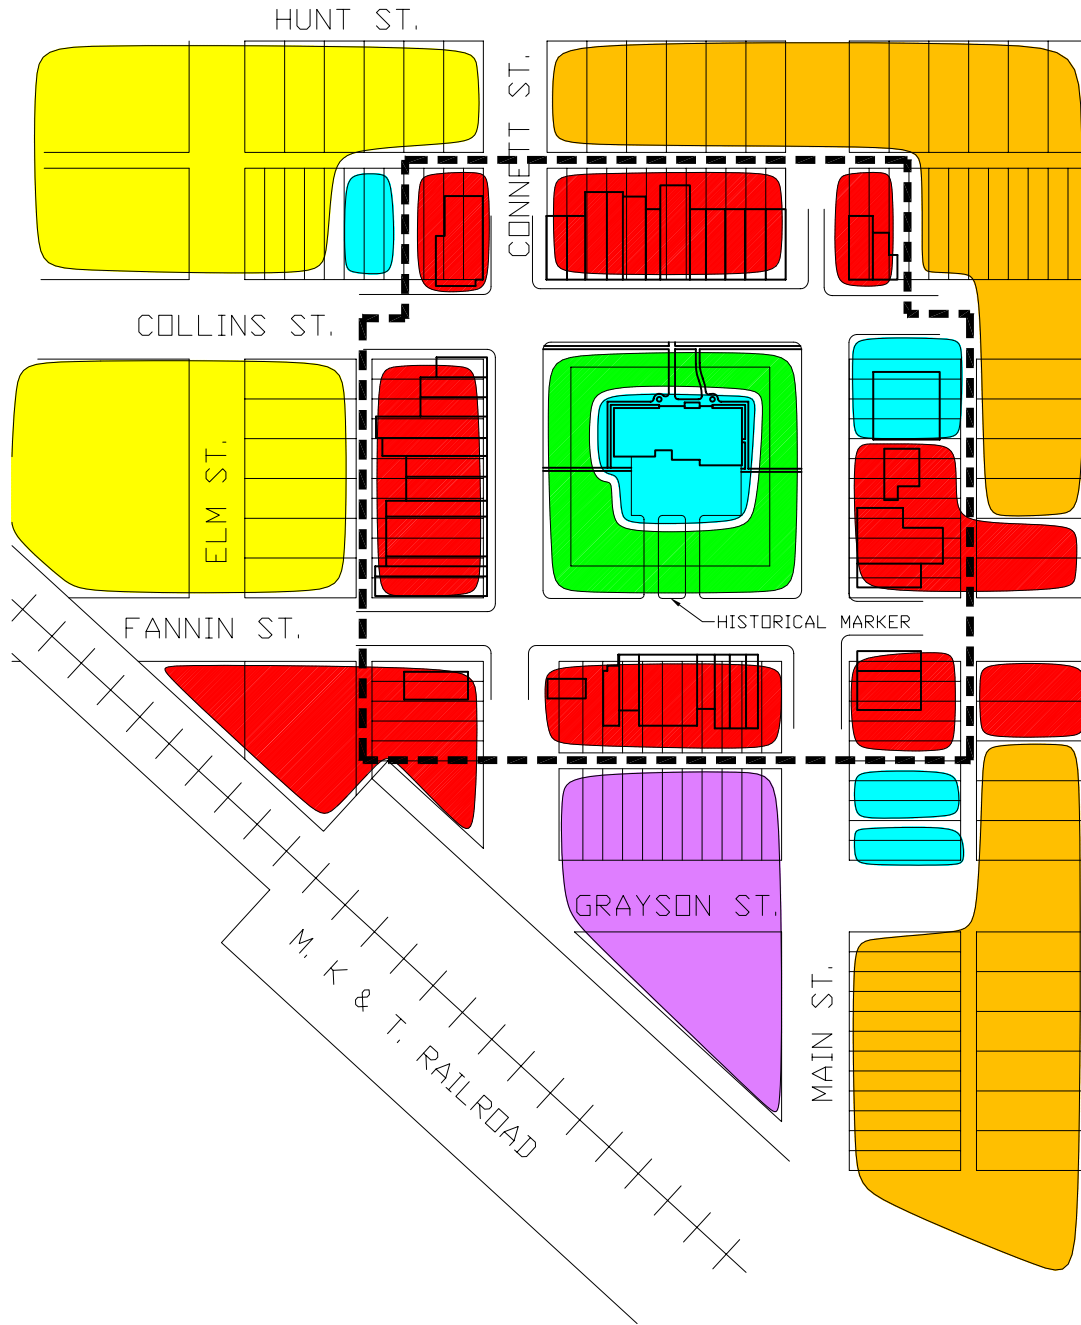 HUNT ST.
CONNETT ST.
COLLINS ST.
ELM ST.
FANNIN ST.
HISTORICAL MARKER
GRAYSON ST.
M. K & T. RAILROAD
MAIN ST.